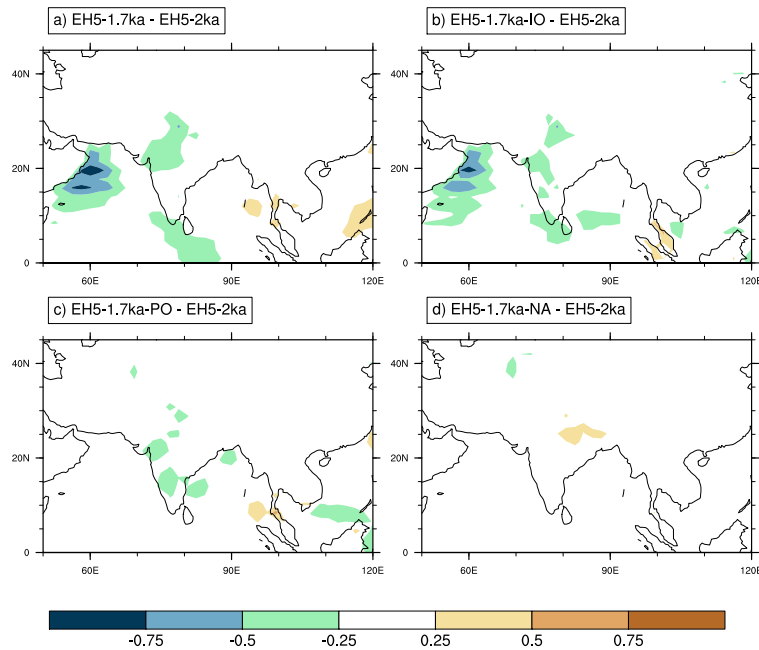 a) EH5-1.7ka - EH5-2ka
b) EH5-1.7ka-IO - EH5-2ka
40N
40N
20N
20N
0
0
60E
90E
120E
60E
90E
120E
c) EH5-1.7ka-PO - EH5-2ka
d) EH5-1.7ka-NA - EH5-2ka
40N
40N
20N
20N
0
0
60E
90E
120E
60E
90E
120E
-0.75
-0.5
-0.25
0.25
0.5
0.75